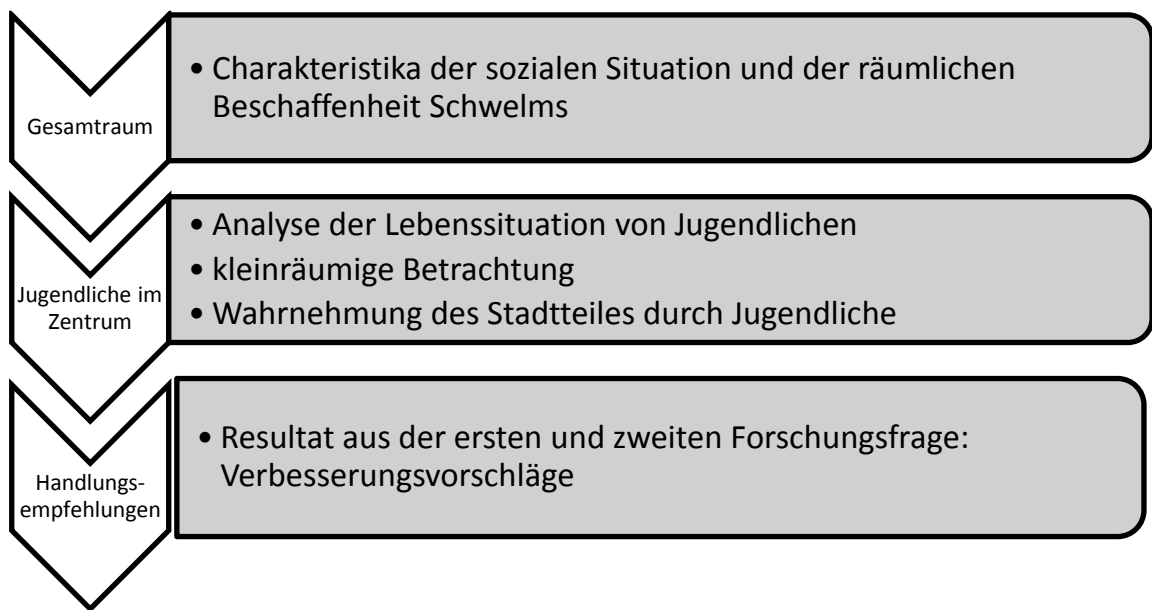 Gesamtraum
• Charakteristika der sozialen Situation und der räumlichen
Beschaffenheit Schwelms
Jugendliche im
Zentrum
• Analyse der Lebenssituation von Jugendlichen
• kleinräumige Betrachtung
• Wahrnehmung des Stadtteiles durch Jugendliche
Handlungs-
empfehlungen
• Resultat aus der ersten und zweiten Forschungsfrage:
Verbesserungsvorschläge